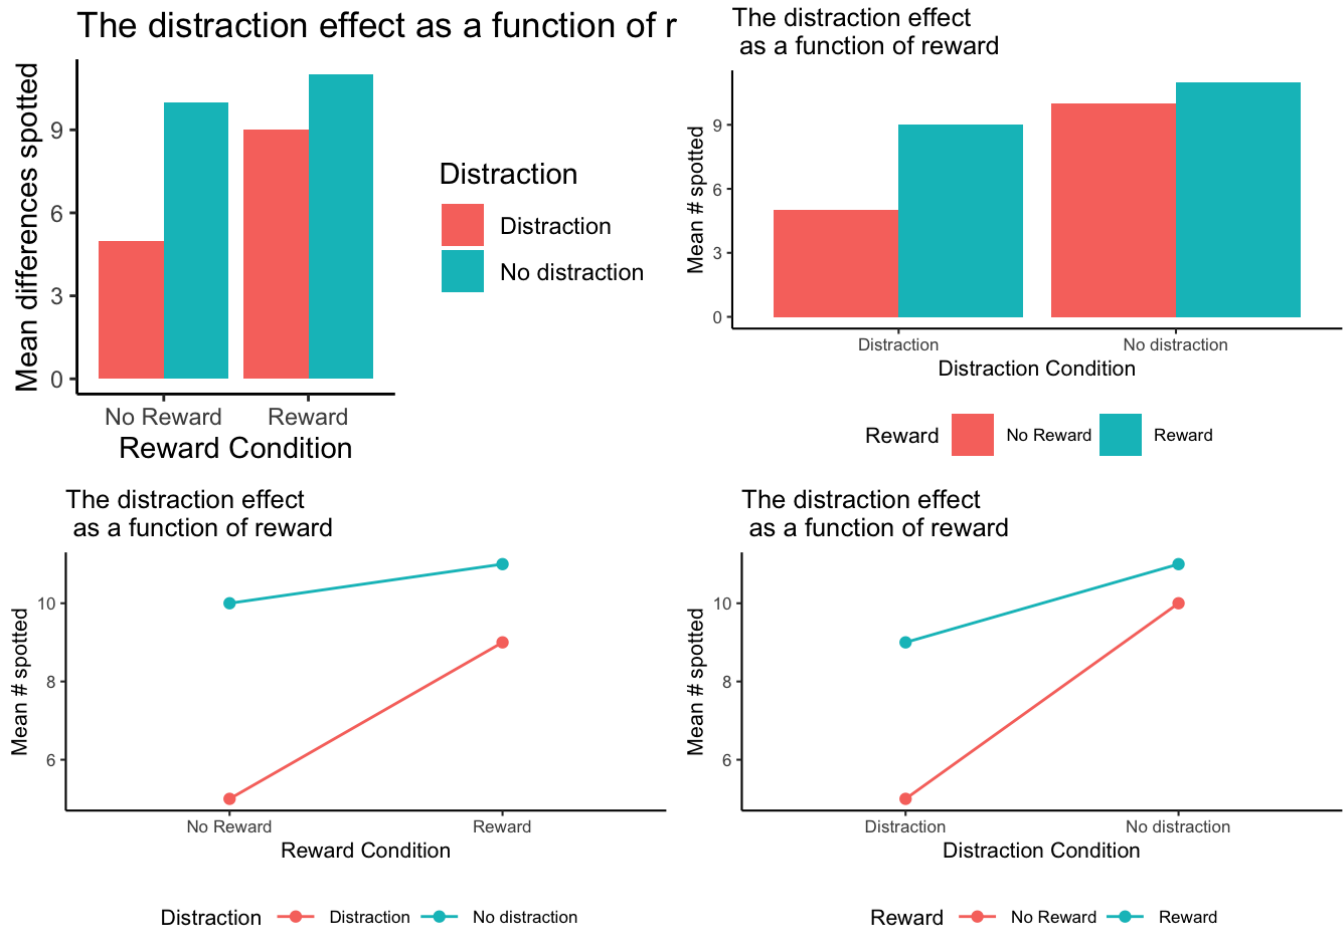 The distraction effect as a function of r
Mean differences spotted
9
6
3
0
No Reward Reward
Reward Condition
Distraction
Distraction
No distraction
The distraction effect
as a function of reward
Mean # spotted
9
6
3
0
Distraction No distraction
Distraction Condition
Reward No Reward Reward
The distraction effect
as a function of reward
Mean # spotted
10
8
6
No Reward Reward
Reward Condition
Distraction Distraction No distraction
The distraction effect
as a function of reward
Mean # spotted
10
8
6
Distraction No distraction
Distraction Condition
Reward No Reward Reward